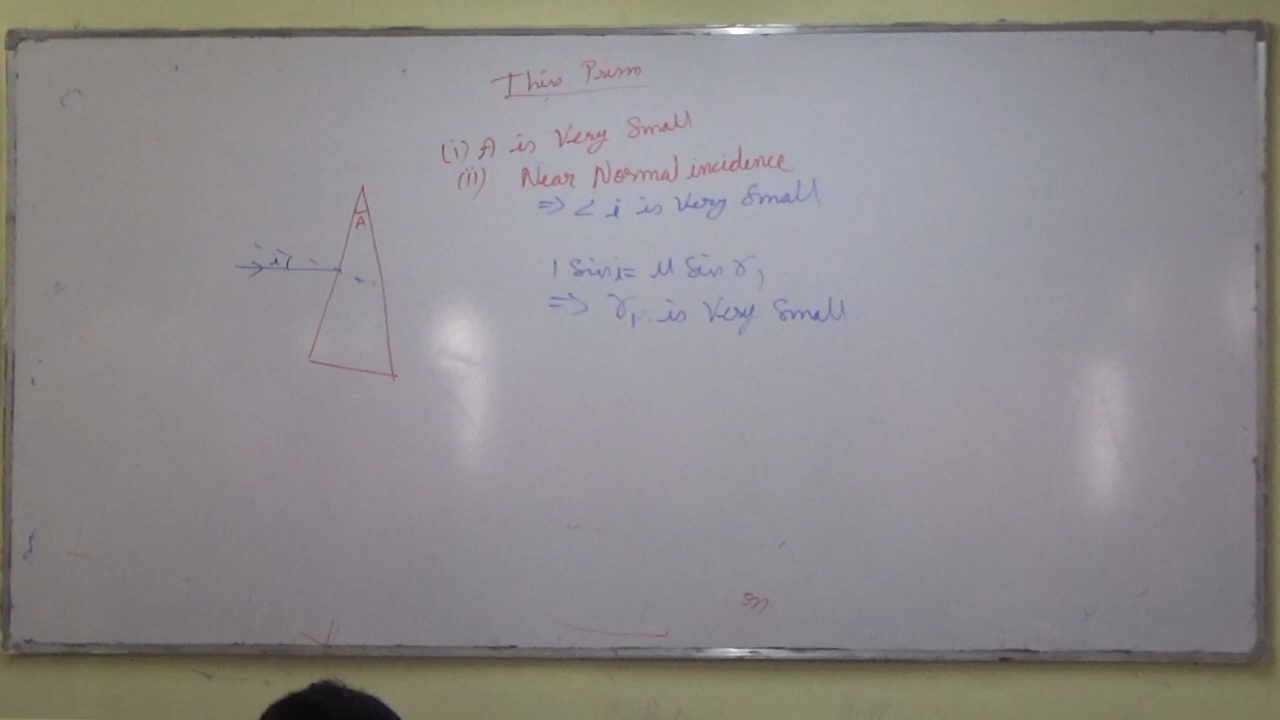 Thin Prism
(i) A is Very Small
(ii) Near Normal incidence
⇒ ∠ i is Very Small
A
i
1 Sin i = μ Sin r₁
⇒ r₁ is Very Small